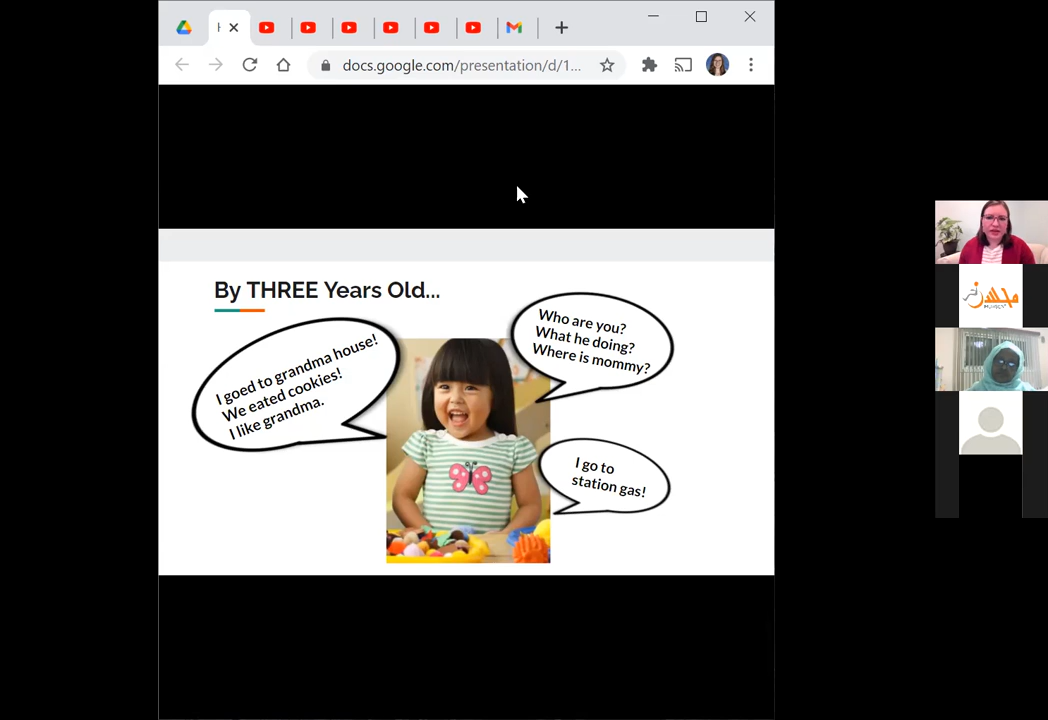 docs.google.com/presentation/d/1...
By THREE Years Old...
I goed to grandma house!
We eated cookies!
I like grandma.
Who are you?
What he doing?
Where is mommy?
I go to
station gas!